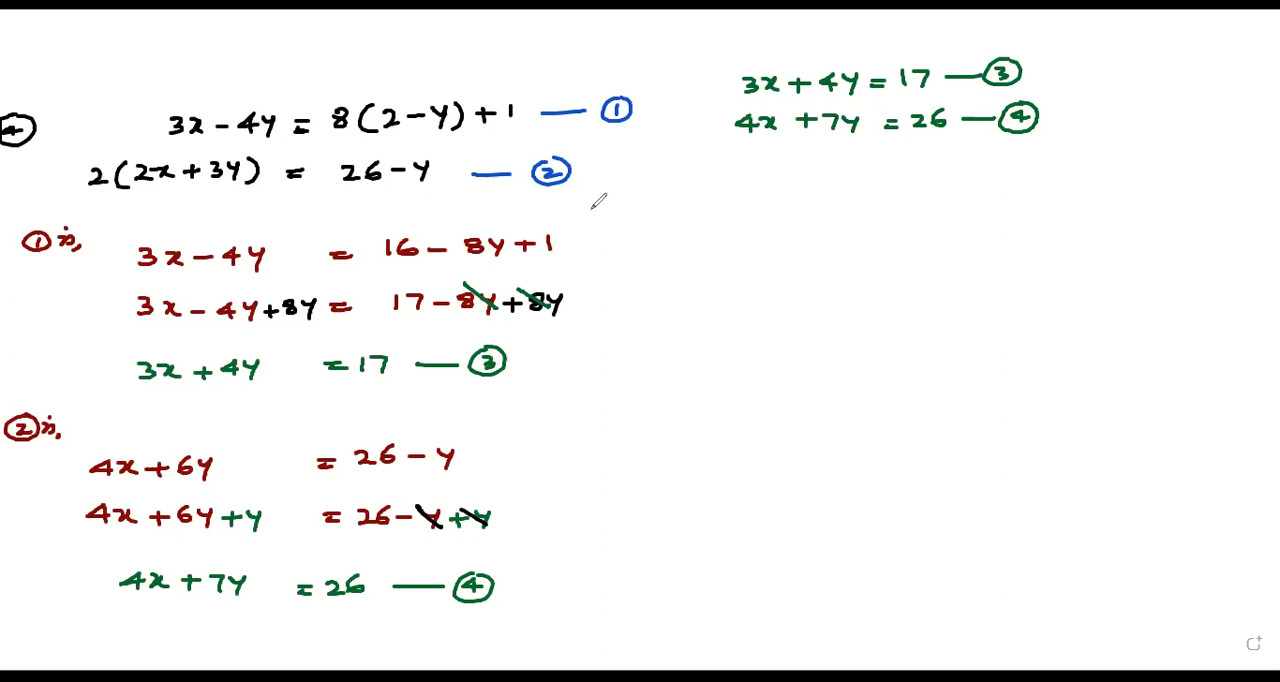 ④ 3x - 4y = 8(2 - y) + 1 — ①
2(2x + 3y) = 26 - y — ②
① න්,
3x - 4y = 16 - 8y + 1
3x - 4y + 8y = 17 - 8y + 8y
3x + 4y = 17 — ③
② න්,
4x + 6y = 26 - y
4x + 6y + y = 26 - y + y
4x + 7y = 26 — ④
3x + 4y = 17 — ③
4x + 7y = 26 — ④